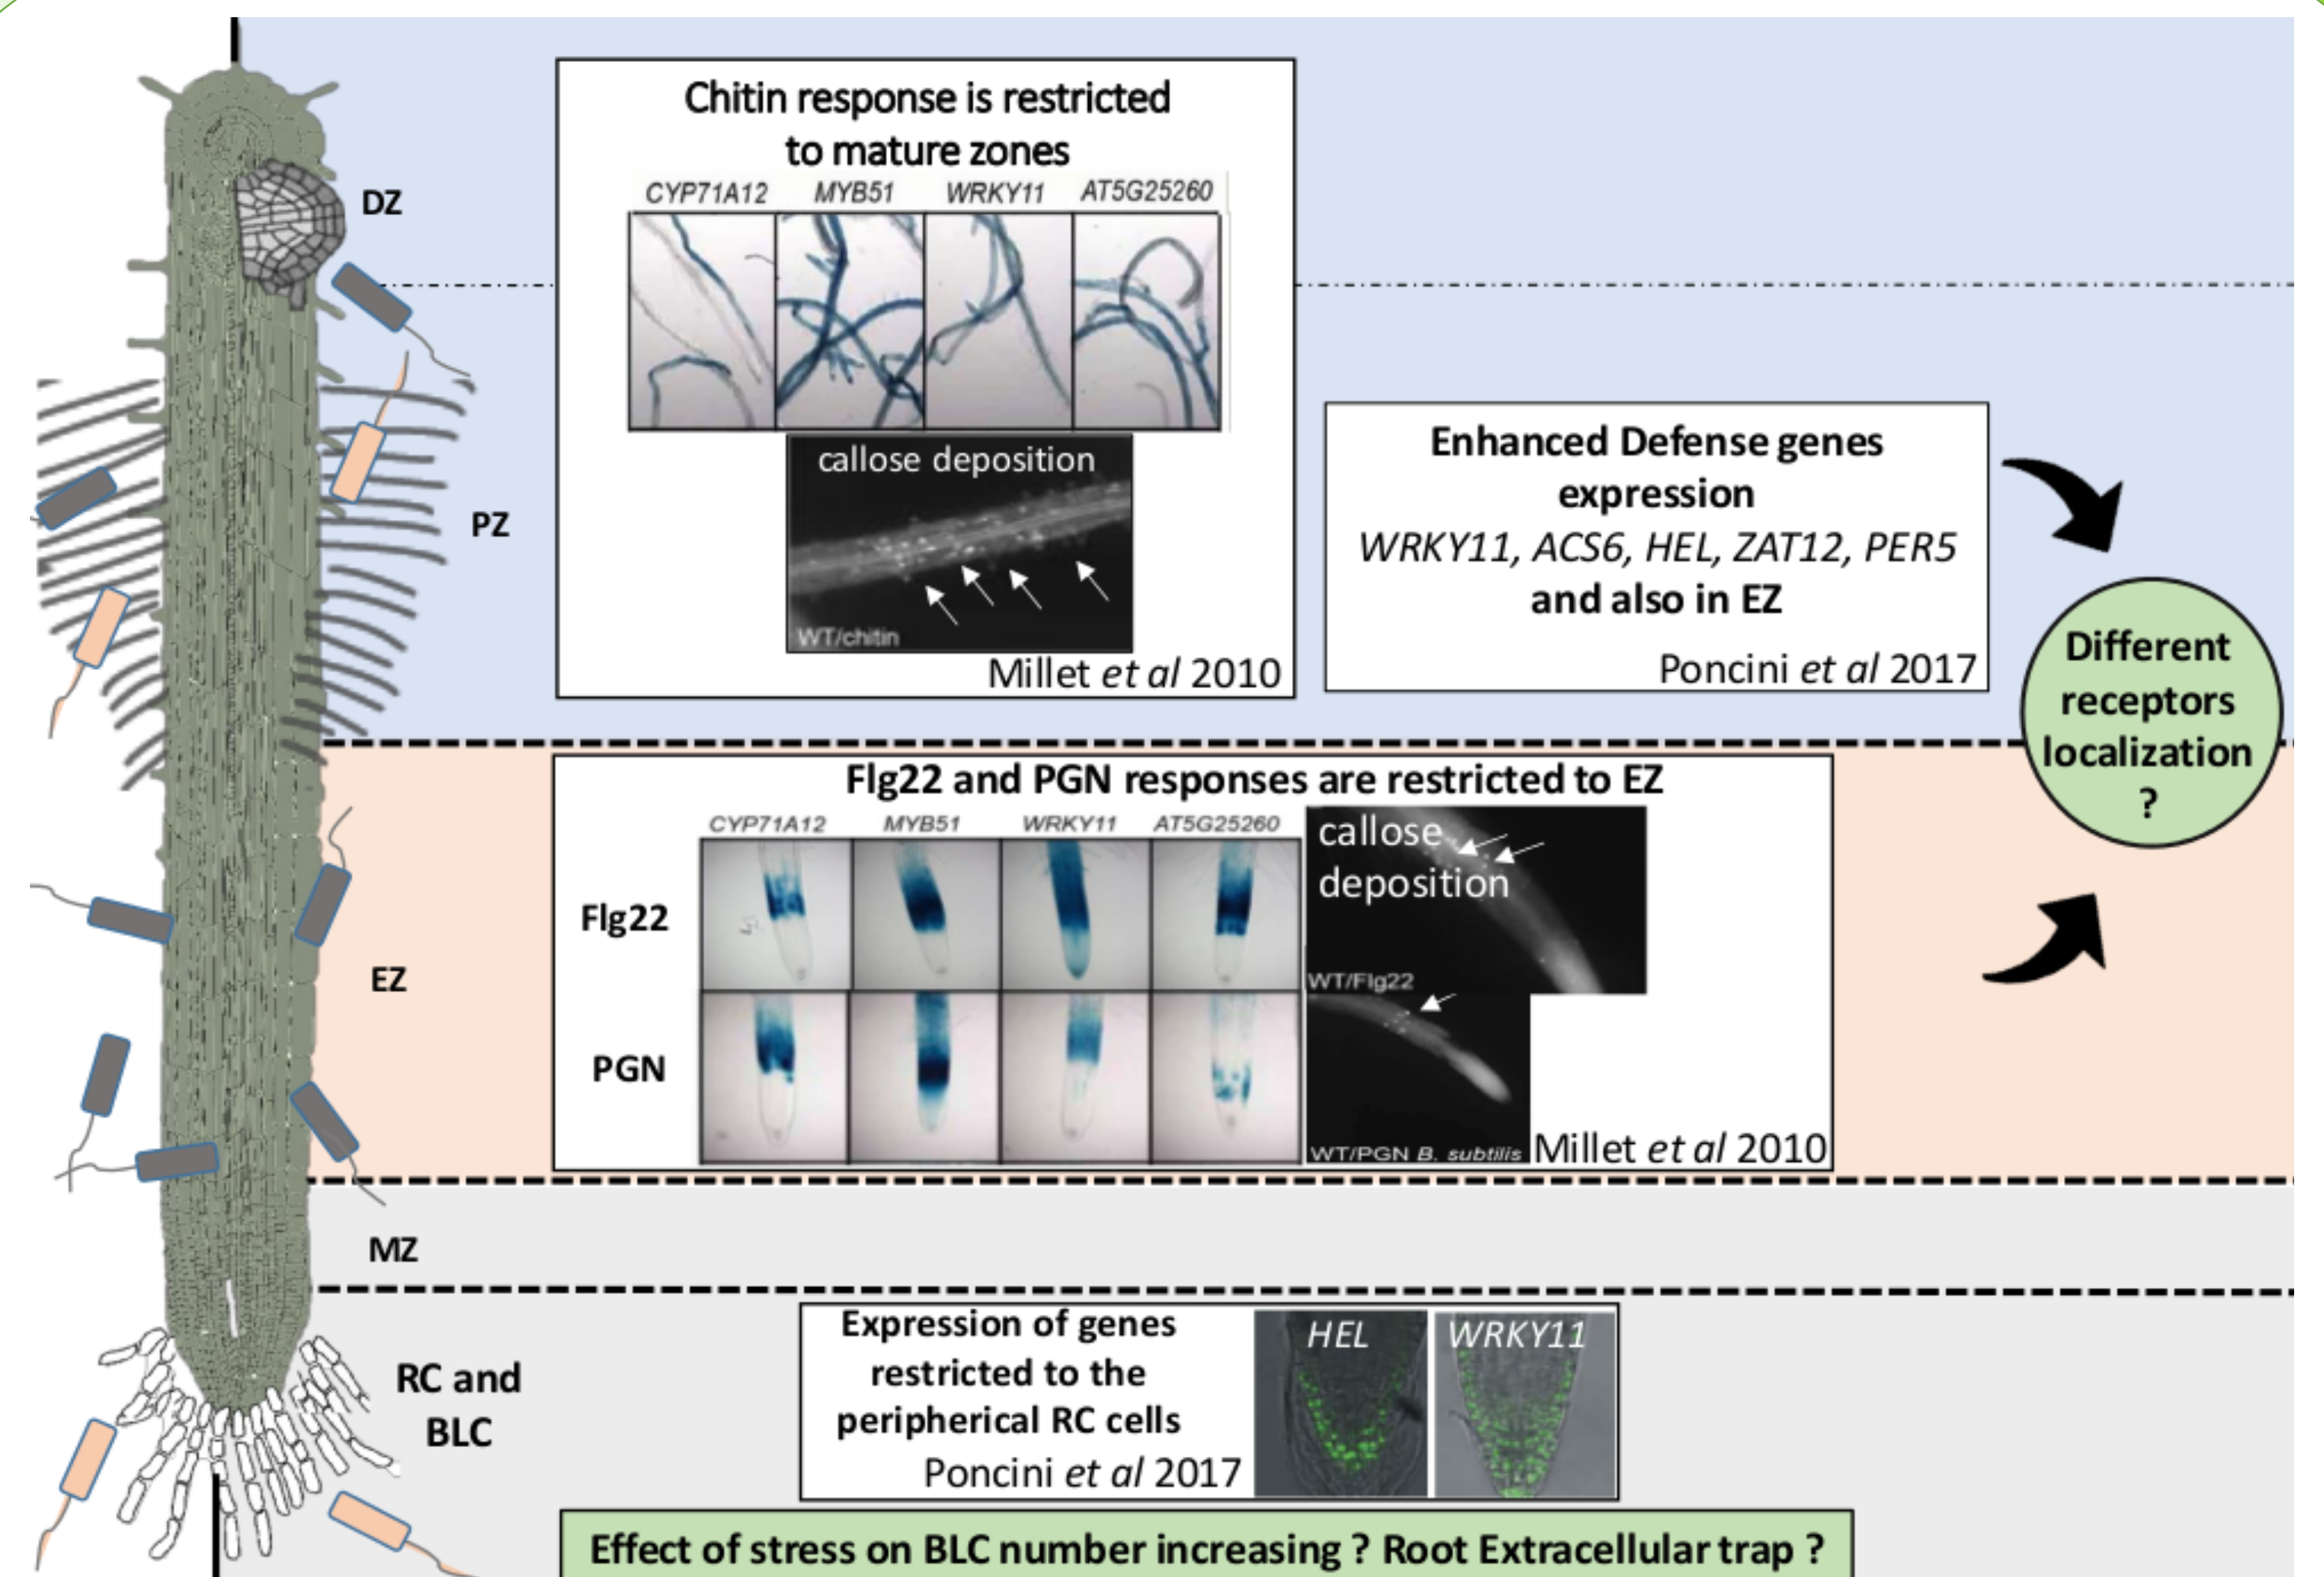 Chitin response is restricted
to mature zones
CYP71A12 MYB51 WRKY11 AT5G25260
DZ
callose deposition
WT/chitin
Millet et al 2010
PZ
Enhanced Defense genes
expression
WRKY11, ACS6, HEL, ZAT12, PER5
and also in EZ
Poncini et al 2017
Different
receptors
localization
?
Flg22 and PGN responses are restricted to EZ
CYP71A12 MYB51 WRKY11 AT5G25260
callose
deposition
Flg22
WT/Flg22
EZ
PGN
WT/PGN B. subtilis
Millet et al 2010
MZ
RC and
BLC
Expression of genes
restricted to the
peripherical RC cells
Poncini et al 2017
HEL
WRKY11
Effect of stress on BLC number increasing ? Root Extracellular trap ?